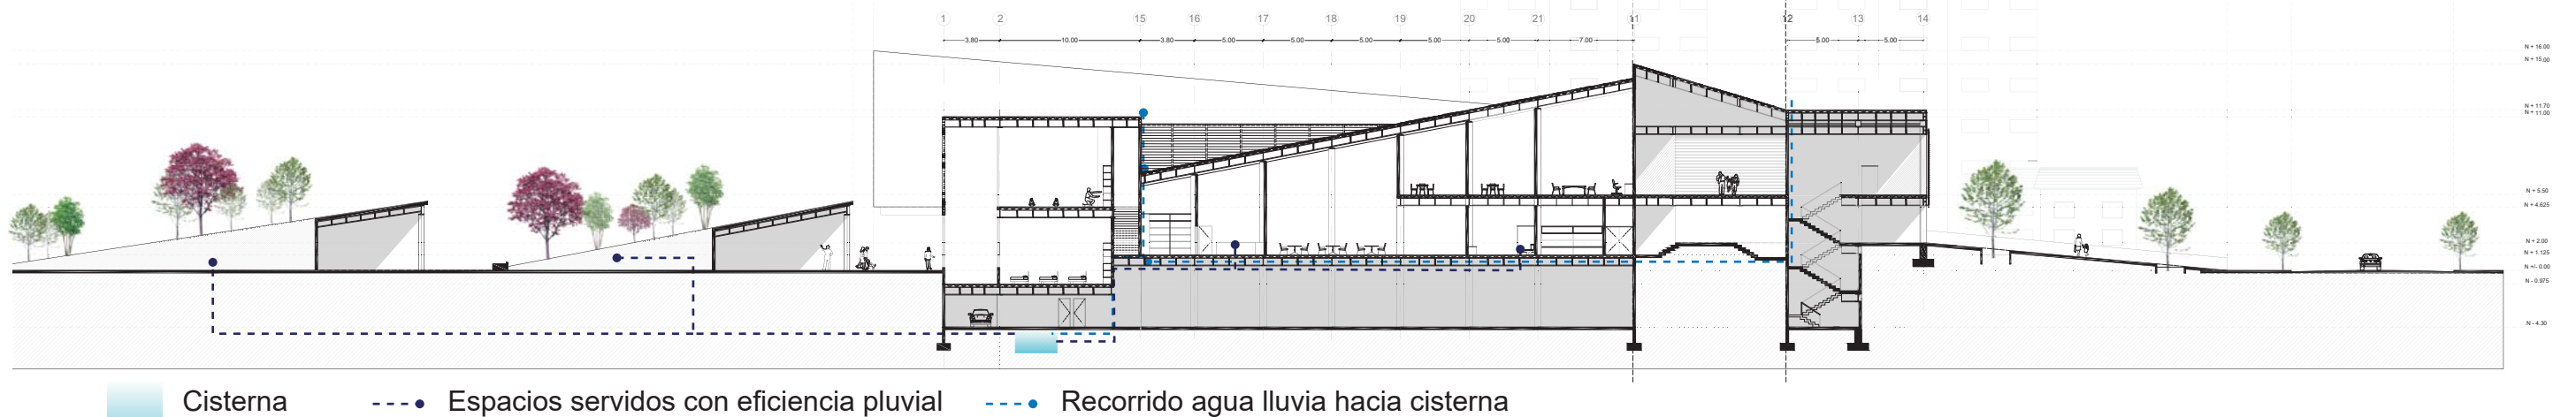 1 2 15 16 17 18 19 20 21 11 12 13 14
3.80 10.00 3.80 5.00 5.00 5.00 5.00 5.00 7.00 5.00 5.00
N + 16.00
N + 15.00
N + 11.70
N + 11.00
N + 5.50
N + 4.625
N + 2.00
N + 1.125
N +/- 0.00
N - 0.975
N - 4.30
Cisterna Espacios servidos con eficiencia pluvial Recorrido agua lluvia hacia cisterna